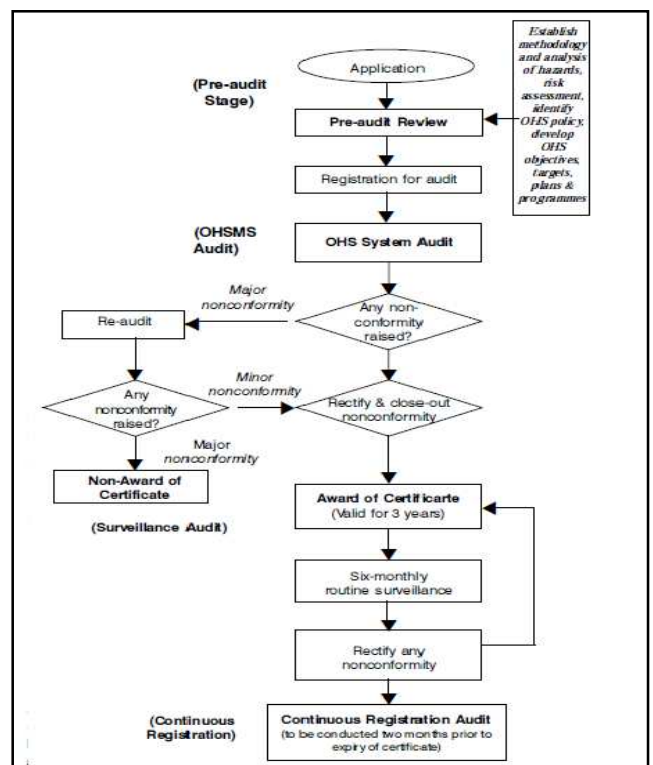 Application
(Pre-audit
Stage)
Pre-audit Review
Establish
methodology
and analysis
of hazards,
risk
assessment,
identify
OHS policy,
develop
OHS
objectives,
targets,
plans &
programmes
Registration for audit
(OHSMS
Audit)
OHS System Audit
Major
nonconformity
Any non-
conformity
raised?
Re-audit
Any
nonconformity
raised?
Minor
nonconformity
Rectify & close-out
nonconformity
Major
nonconformity
Non-Award of
Certificate
Award of Certificarte
(Valid for 3 years)
(Surveillance Audit)
Six-monthly
routine surveillance
Rectify any
nonconformity
(Continuous
Registration)
Continuous Registration Audit
(to be conducted two months prior to
expiry of certificate)